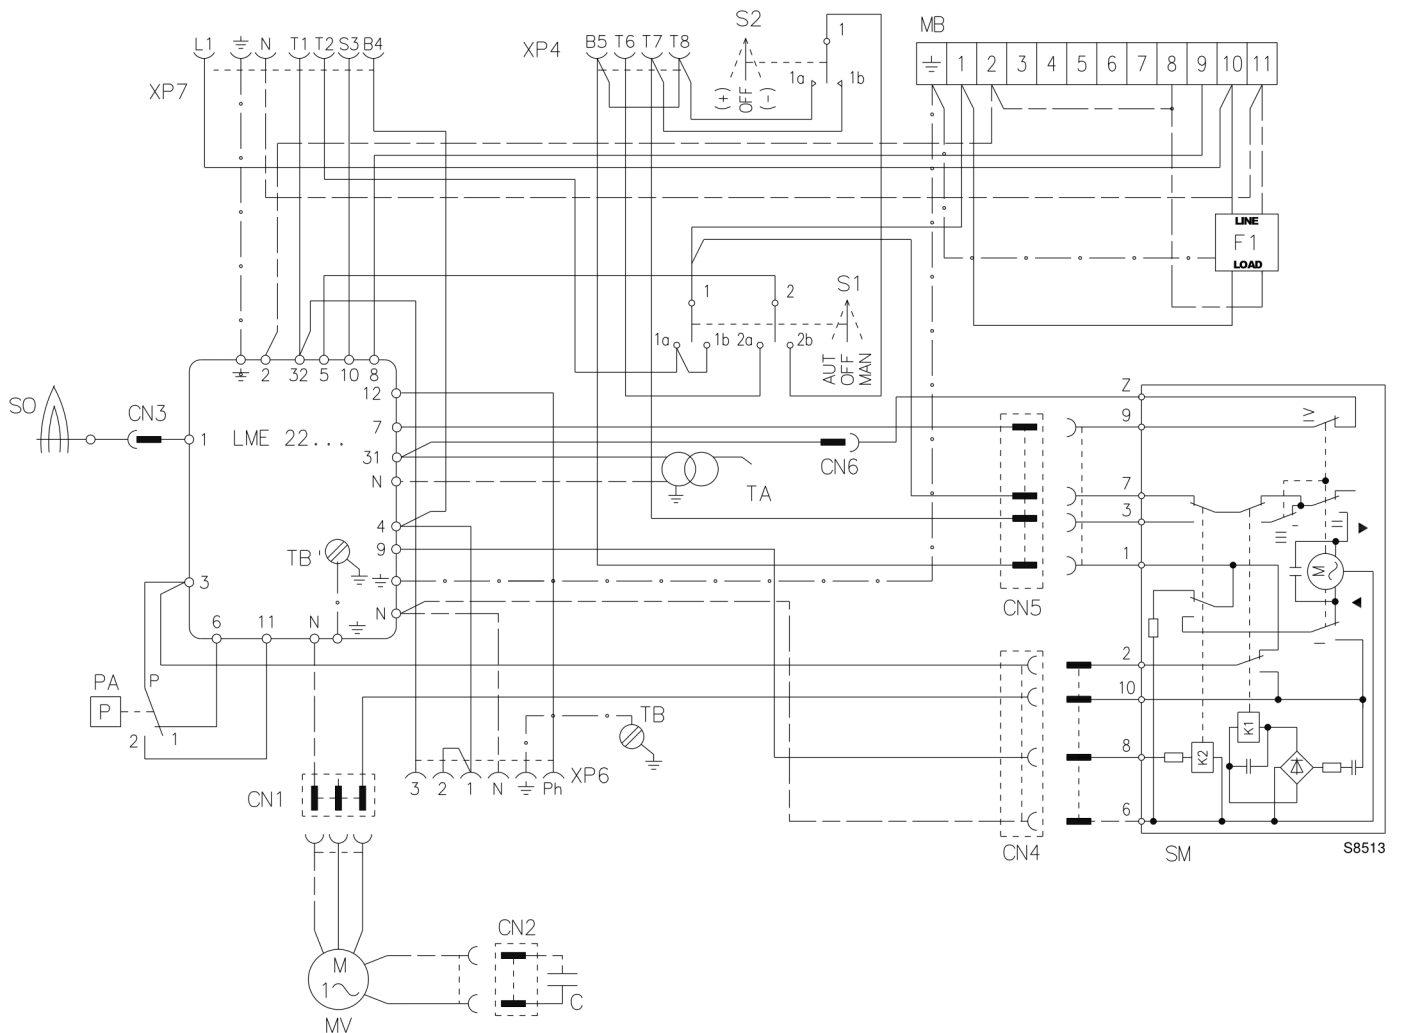 L1 N T1 T2 S3 B4
XP7
XP4
B5 T6 T7 T8
S2
1
1a 1b
(+) OFF (-)
MB
1 2 3 4 5 6 7 8 9 10 11
LINE
F1
LOAD
S1
1 2
1a 1b 2a 2b
AUT OFF MAN
SO
CN3
LME 22...
2 32 5 10 8
12
7
31
N
4
9
N
1
3
6 11 N
TB
TA
CN6
CN5
CN4
Z
9
7
3
1
2
10
8
6
IV
III
II
I
M
K1
K2
SM
S8513
PA
P
P
2 1
TB
XP6
3 2 1 N Ph
CN1
CN2
C
M
1
MV